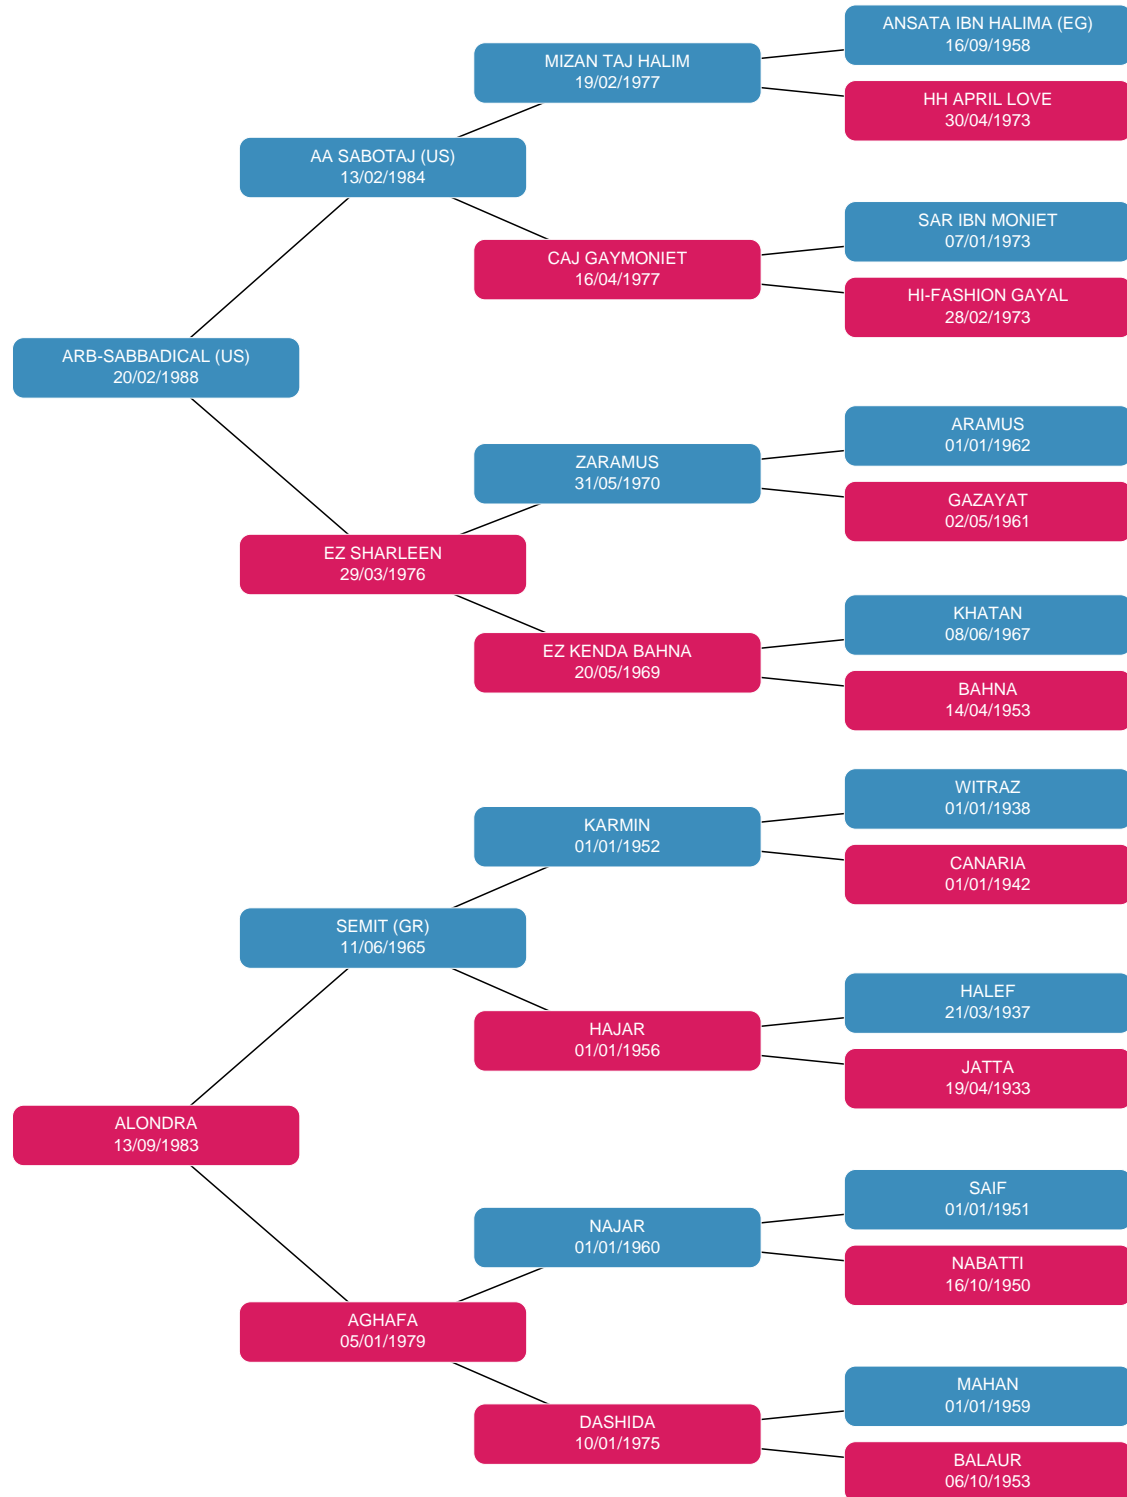 ANSATA IBN HALIMA (EG)
16/09/1958
MIZAN TAJ HALIM
19/02/1977
HH APRIL LOVE
30/04/1973
AA SABOTAJ (US)
13/02/1984
SAR IBN MONIET
07/01/1973
CAJ GAYMONIET
16/04/1977
HI-FASHION GAYAL
28/02/1973
ARB-SABBADICAL (US)
20/02/1988
ARAMUS
01/01/1962
ZARAMUS
31/05/1970
GAZAYAT
02/05/1961
EZ SHARLEEN
29/03/1976
KHATAN
08/06/1967
EZ KENDA BAHNA
20/05/1969
BAHNA
14/04/1953
WITRAZ
01/01/1938
KARMIN
01/01/1952
CANARIA
01/01/1942
SEMIT (GR)
11/06/1965
HALEF
21/03/1937
HAJAR
01/01/1956
JATTA
19/04/1933
ALONDRA
13/09/1983
SAIF
01/01/1951
NAJAR
01/01/1960
NABATTI
16/10/1950
AGHAFA
05/01/1979
MAHAN
01/01/1959
DASHIDA
10/01/1975
BALAUR
06/10/1953